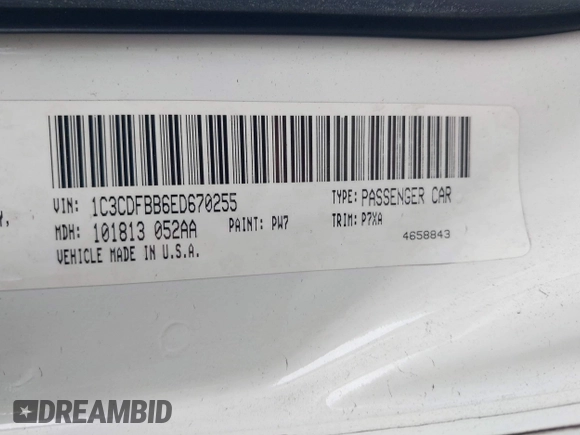 VIN: 1C3CDFBB6ED670255 TYPE: PASSENGER CAR
MDH: 101813 052AA PAINT: PW7 TRIM: P7XA
VEHICLE MADE IN U.S.A. 4658843
DREAMBID